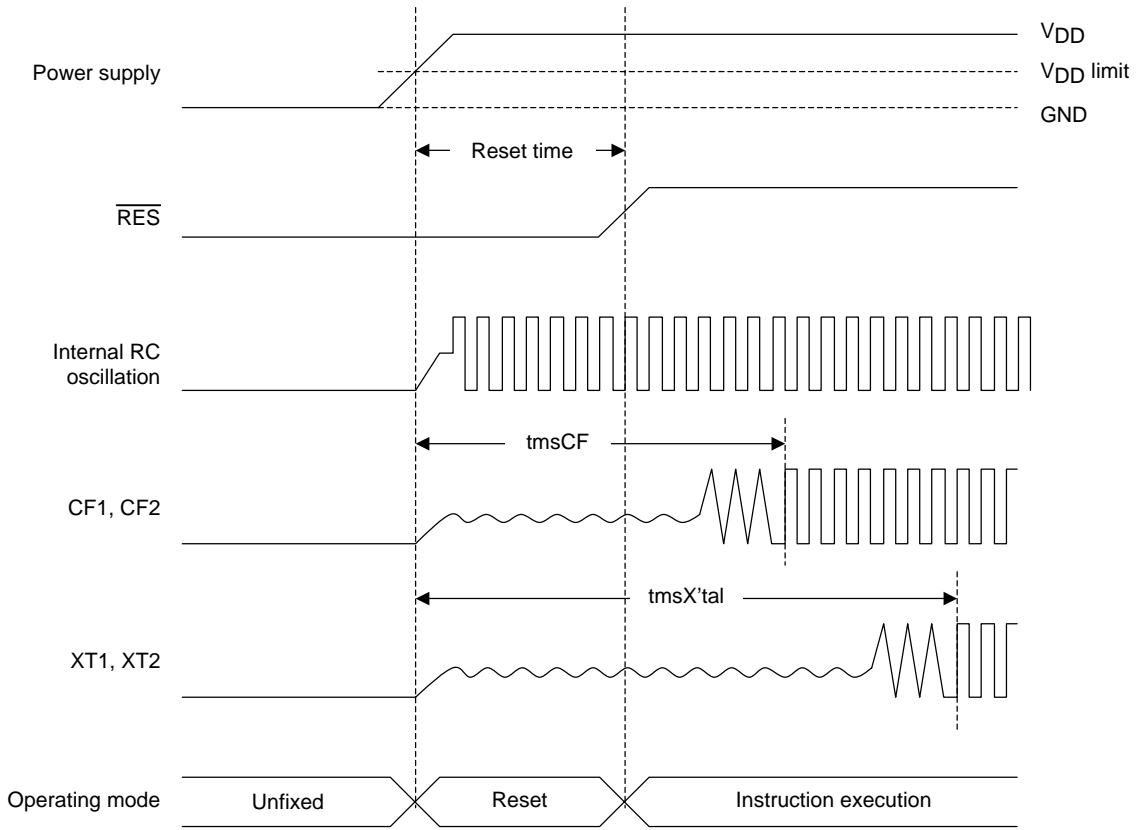 VDD
Power supply
VDD limit
GND
Reset time
RES
Internal RC
oscillation
tmsCF
CF1, CF2
tmsX'tal
XT1, XT2
Operating mode
Unfixed
Reset
Instruction execution